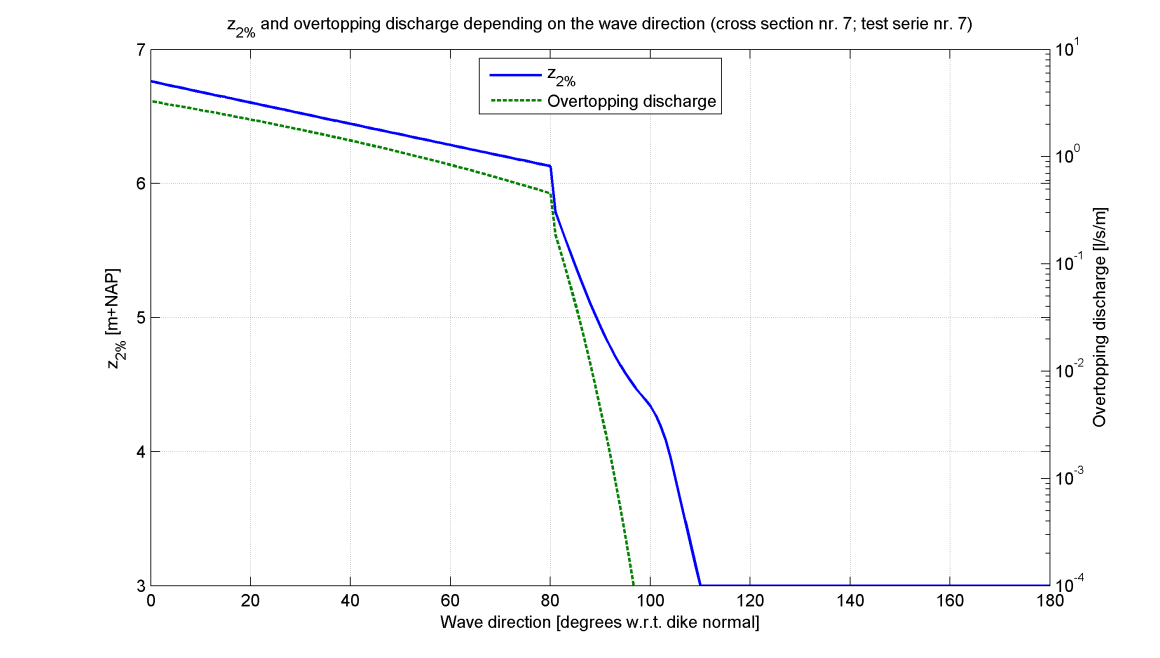 z2% and overtopping discharge depending on the wave direction (cross section nr. 7; test serie nr. 7)
z2%
Overtopping discharge
7
6
5
4
3
z2% [m+NAP]
10^1
10^0
10^-1
10^-2
10^-3
10^-4
Overtopping discharge [l/s/m]
0 20 40 60 80 100 120 140 160 180
Wave direction [degrees w.r.t. dike normal]